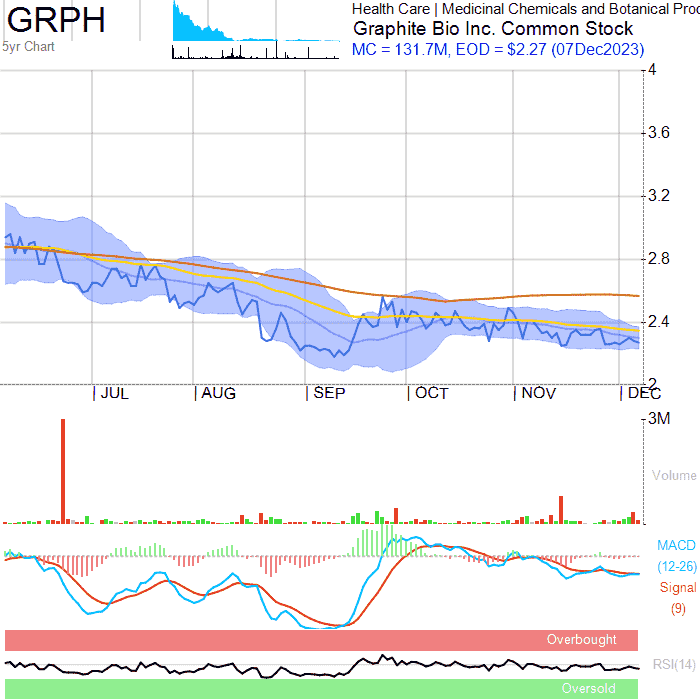 GRPH
5yr Chart
Health Care | Medicinal Chemicals and Botanical Proc
Graphite Bio Inc. Common Stock
MC = 131.7M, EOD = $2.27 (07Dec2023)
4
3.6
3.2
2.8
2.4
2
JUL AUG SEP OCT NOV DEC
3M
Volume
MACD
(12-26)
Signal
(9)
Overbought
RSI(14)
Oversold